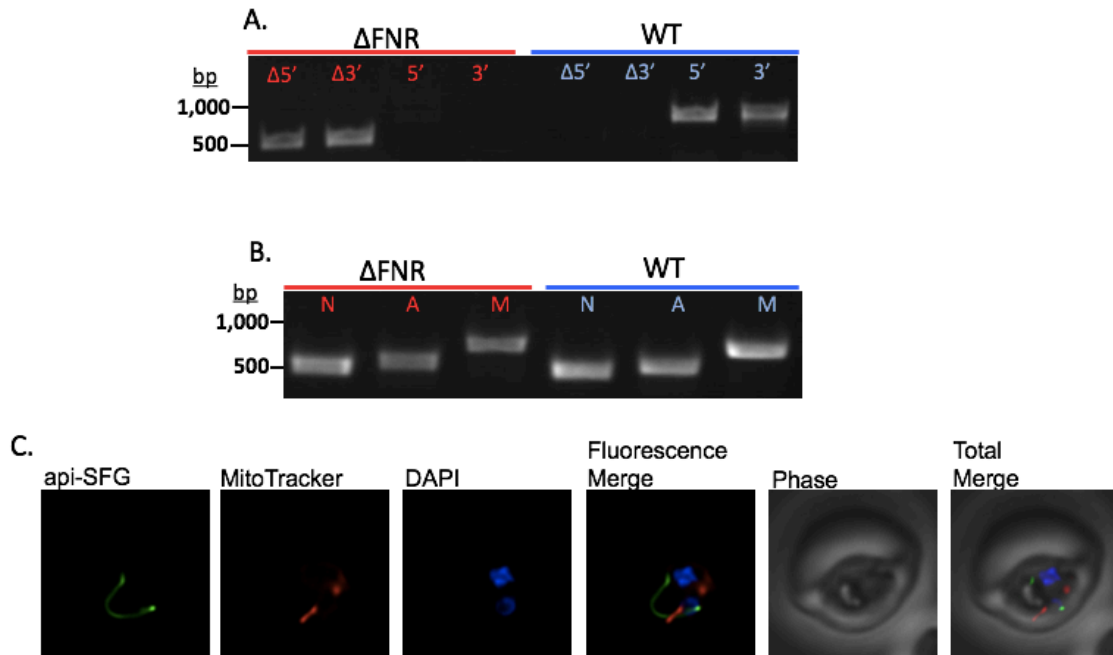 A.
ΔFNR WT
bp Δ5' Δ3' 5' 3' Δ5' Δ3' 5' 3'
1,000
500
B.
ΔFNR WT
bp N A M N A M
1,000
500
C.
api-SFG MitoTracker DAPI Fluorescence Merge Phase Total Merge